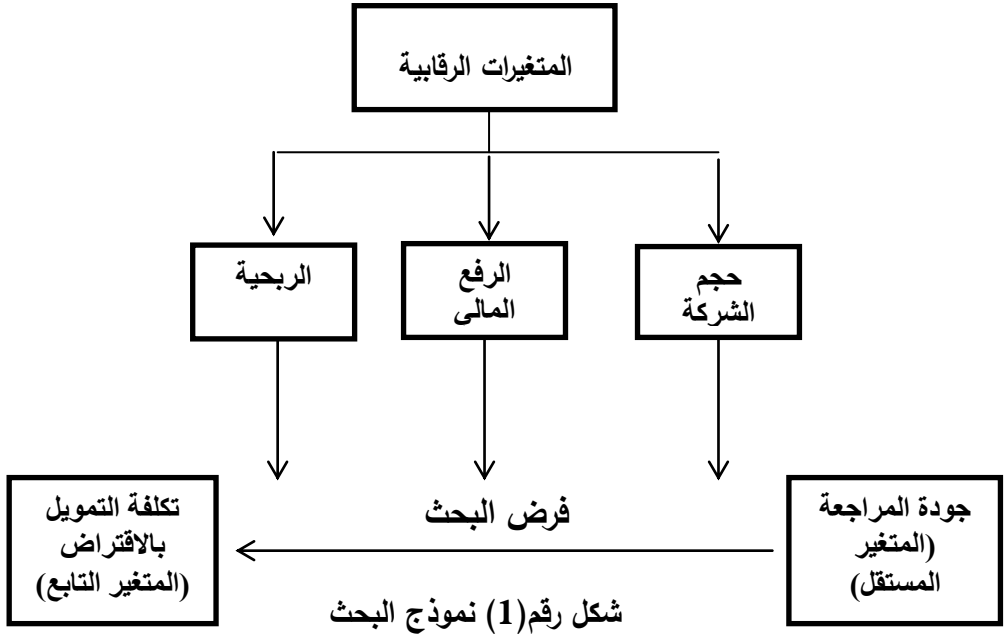 المتغيرات الرقابية
حجم
الشركة
الرفع
المالى
الربحية
جودة المراجعة
(المتغير
المستقل)
فرض البحث
تكلفة التمويل
بالاقتراض
(المتغير التابع)
شكل رقم(1) نموذج البحث